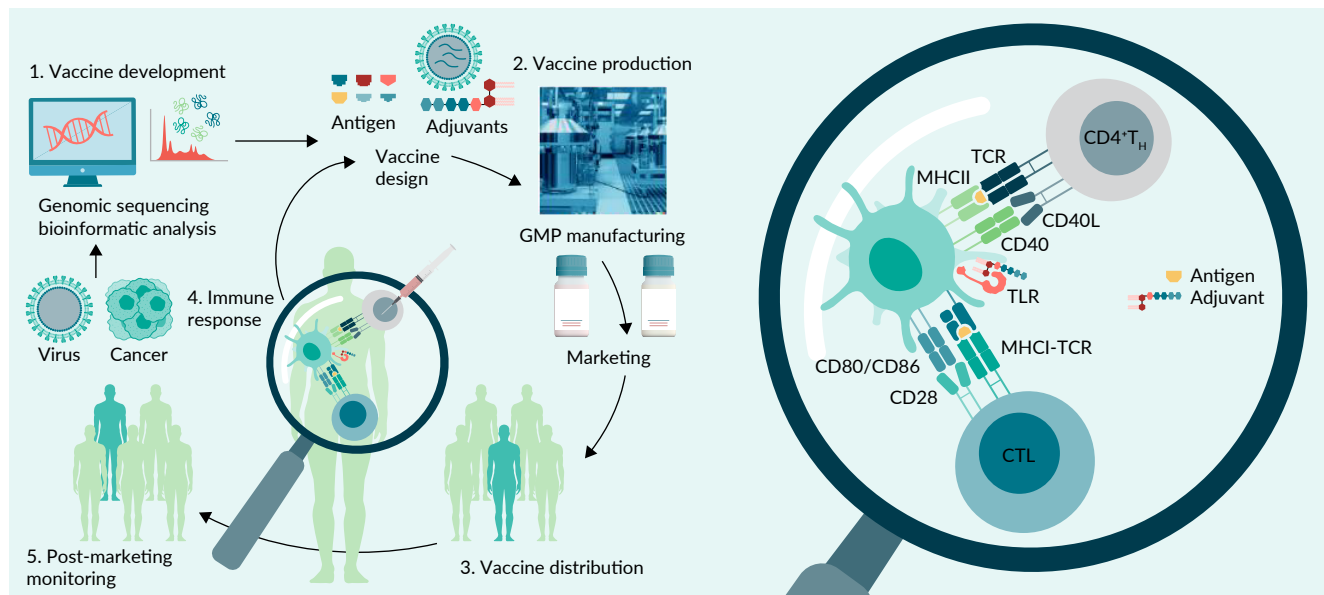 1. Vaccine development
Genomic sequencing
bioinformatic analysis
Virus
Cancer
Antigen
Adjuvants
Vaccine
design
2. Vaccine production
GMP manufacturing
Marketing
3. Vaccine distribution
4. Immune
response
5. Post-marketing
monitoring
CD4⁺T_H
TCR
MHCII
CD40L
CD40
TLR
Antigen
Adjuvant
MHCI-TCR
CD80/CD86
CD28
CTL